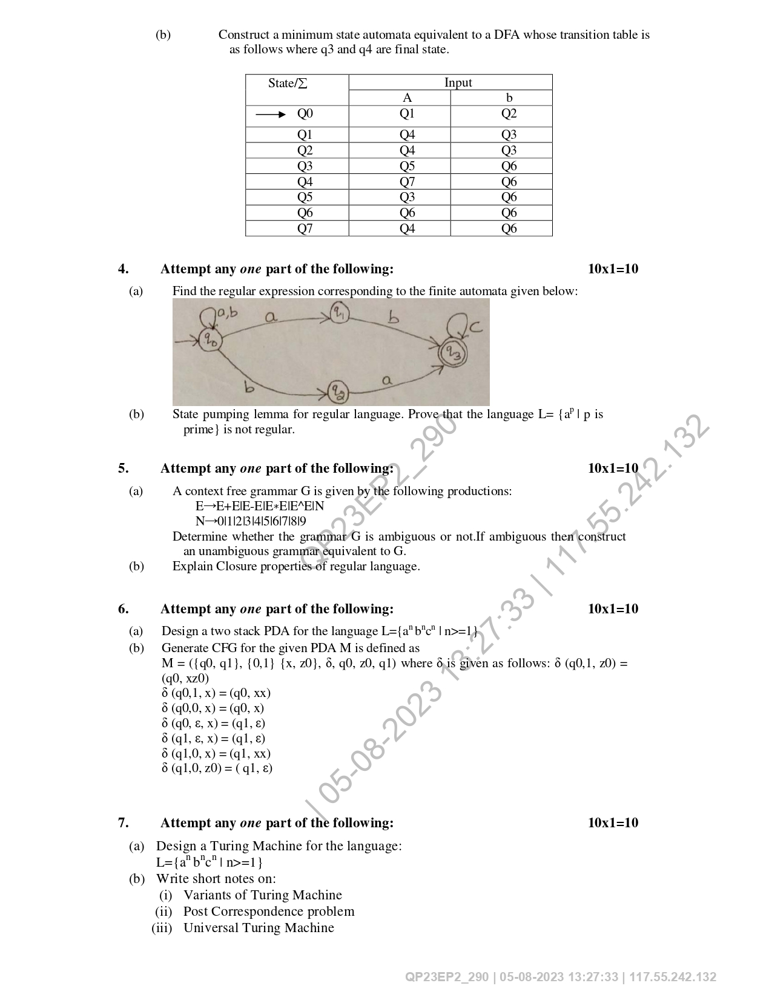 (b) Construct a minimum state automata equivalent to a DFA whose transition table is
as follows where q3 and q4 are final state.
State/∑ Input
A b
Q0 Q1 Q2
Q1 Q4 Q3
Q2 Q4 Q3
Q3 Q5 Q6
Q4 Q7 Q6
Q5 Q3 Q6
Q6 Q6 Q6
Q7 Q4 Q6
4. Attempt any one part of the following: 10x1=10
(a) Find the regular expression corresponding to the finite automata given below:
a,b a q1 b c
q0 q3
b q2 a
(b) State pumping lemma for regular language. Prove that the language L= {a^p | p is
prime} is not regular.
5. Attempt any one part of the following: 10x1=10
(a) A context free grammar G is given by the following productions:
E→E+E|E-E|E*E|E^E|N
N→0|1|2|3|4|5|6|7|8|9
Determine whether the grammar G is ambiguous or not.If ambiguous then construct
an unambiguous grammar equivalent to G.
(b) Explain Closure properties of regular language.
6. Attempt any one part of the following: 10x1=10
(a) Design a two stack PDA for the language L={a^n b^n c^n | n>=1}
(b) Generate CFG for the given PDA M is defined as
M = ({q0, q1}, {0,1} {x, z0}, δ, q0, z0, q1) where δ is given as follows: δ (q0,1, z0) =
(q0, xz0)
δ (q0,1, x) = (q0, xx)
δ (q0,0, x) = (q0, x)
δ (q0, ε, x) = (q1, ε)
δ (q1, ε, x) = (q1, ε)
δ (q1,0, x) = (q1, xx)
δ (q1,0, z0) = ( q1, ε)
7. Attempt any one part of the following: 10x1=10
(a) Design a Turing Machine for the language:
L={a^n b^n c^n | n>=1}
(b) Write short notes on:
(i) Variants of Turing Machine
(ii) Post Correspondence problem
(iii) Universal Turing Machine
QP23EP2_290
| 05-08-2023 13:27:33 | 117.55.242.132
QP23EP2_290 | 05-08-2023 13:27:33 | 117.55.242.132